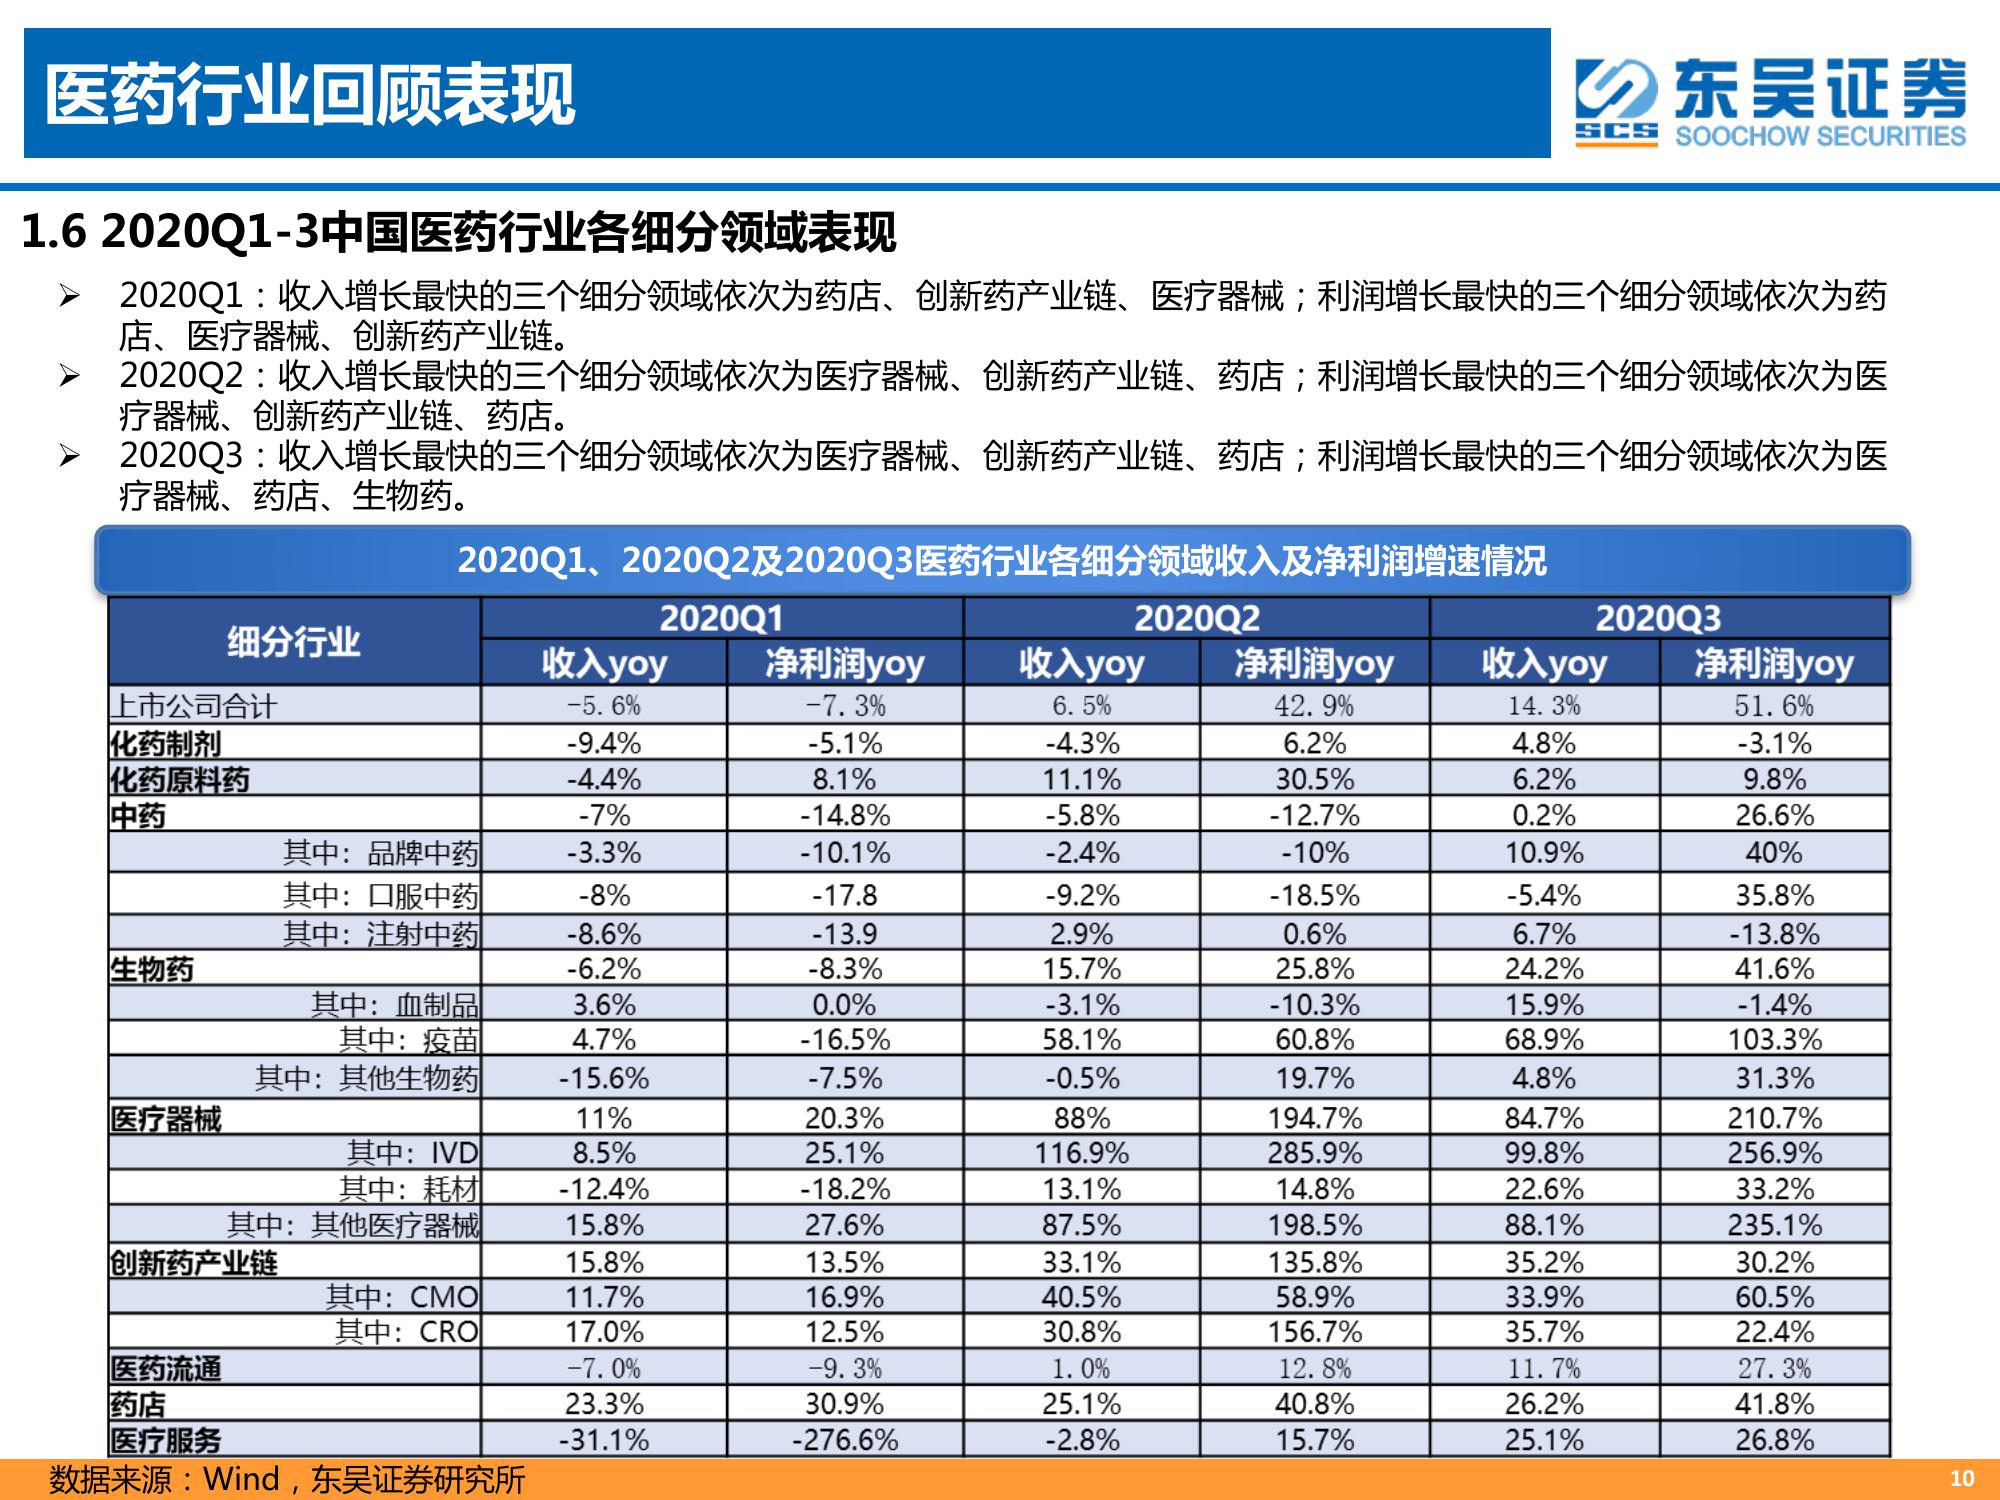 医药行业回顾表现
东吴证券
SCS
SOOCHOW SECURITIES
1.6 2020Q1-3中国医药行业各细分领域表现
➢ 2020Q1：收入增长最快的三个细分领域依次为药店、创新药产业链、医疗器械；利润增长最快的三个细分领域依次为药
店、医疗器械、创新药产业链。
➢ 2020Q2：收入增长最快的三个细分领域依次为医疗器械、创新药产业链、药店；利润增长最快的三个细分领域依次为医
疗器械、创新药产业链、药店。
➢ 2020Q3：收入增长最快的三个细分领域依次为医疗器械、创新药产业链、药店；利润增长最快的三个细分领域依次为医
疗器械、药店、生物药。
2020Q1、2020Q2及2020Q3医药行业各细分领域收入及净利润增速情况
细分行业 2020Q1 2020Q2 2020Q3
收入yoy 净利润yoy 收入yoy 净利润yoy 收入yoy 净利润yoy
上市公司合计 -5.6% -7.3% 6.5% 42.9% 14.3% 51.6%
化药制剂 -9.4% -5.1% -4.3% 6.2% 4.8% -3.1%
化药原料药 -4.4% 8.1% 11.1% 30.5% 6.2% 9.8%
中药 -7% -14.8% -5.8% -12.7% 0.2% 26.6%
其中：品牌中药 -3.3% -10.1% -2.4% -10% 10.9% 40%
其中：口服中药 -8% -17.8 -9.2% -18.5% -5.4% 35.8%
其中：注射中药 -8.6% -13.9 2.9% 0.6% 6.7% -13.8%
生物药 -6.2% -8.3% 15.7% 25.8% 24.2% 41.6%
其中：血制品 3.6% 0.0% -3.1% -10.3% 15.9% -1.4%
其中：疫苗 4.7% -16.5% 58.1% 60.8% 68.9% 103.3%
其中：其他生物药 -15.6% -7.5% -0.5% 19.7% 4.8% 31.3%
医疗器械 11% 20.3% 88% 194.7% 84.7% 210.7%
其中：IVD 8.5% 25.1% 116.9% 285.9% 99.8% 256.9%
其中：耗材 -12.4% -18.2% 13.1% 14.8% 22.6% 33.2%
其中：其他医疗器械 15.8% 27.6% 87.5% 198.5% 88.1% 235.1%
创新药产业链 15.8% 13.5% 33.1% 135.8% 35.2% 30.2%
其中：CMO 11.7% 16.9% 40.5% 58.9% 33.9% 60.5%
其中：CRO 17.0% 12.5% 30.8% 156.7% 35.7% 22.4%
医药流通 -7.0% -9.3% 1.0% 12.8% 11.7% 27.3%
药店 23.3% 30.9% 25.1% 40.8% 26.2% 41.8%
医疗服务 -31.1% -276.6% -2.8% 15.7% 25.1% 26.8%
数据来源：Wind，东吴证券研究所
10